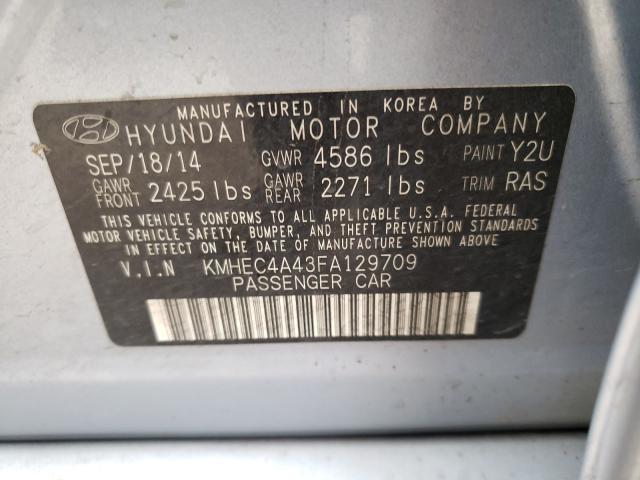 MANUFACTURED IN KOREA BY
HYUNDAI MOTOR COMPANY
SEP/18/14 GVWR 4586 lbs PAINT Y2U
GAWR FRONT 2425 lbs GAWR REAR 2271 lbs TRIM RAS
THIS VEHICLE CONFORMS TO ALL APPLICABLE U.S.A. FEDERAL
MOTOR VEHICLE SAFETY, BUMPER, AND THEFT PREVENTION STANDARDS
IN EFFECT ON THE DATE OF MANUFACTURE SHOWN ABOVE.
V.I.N KMHEC4A43FA129709
PASSENGER CAR